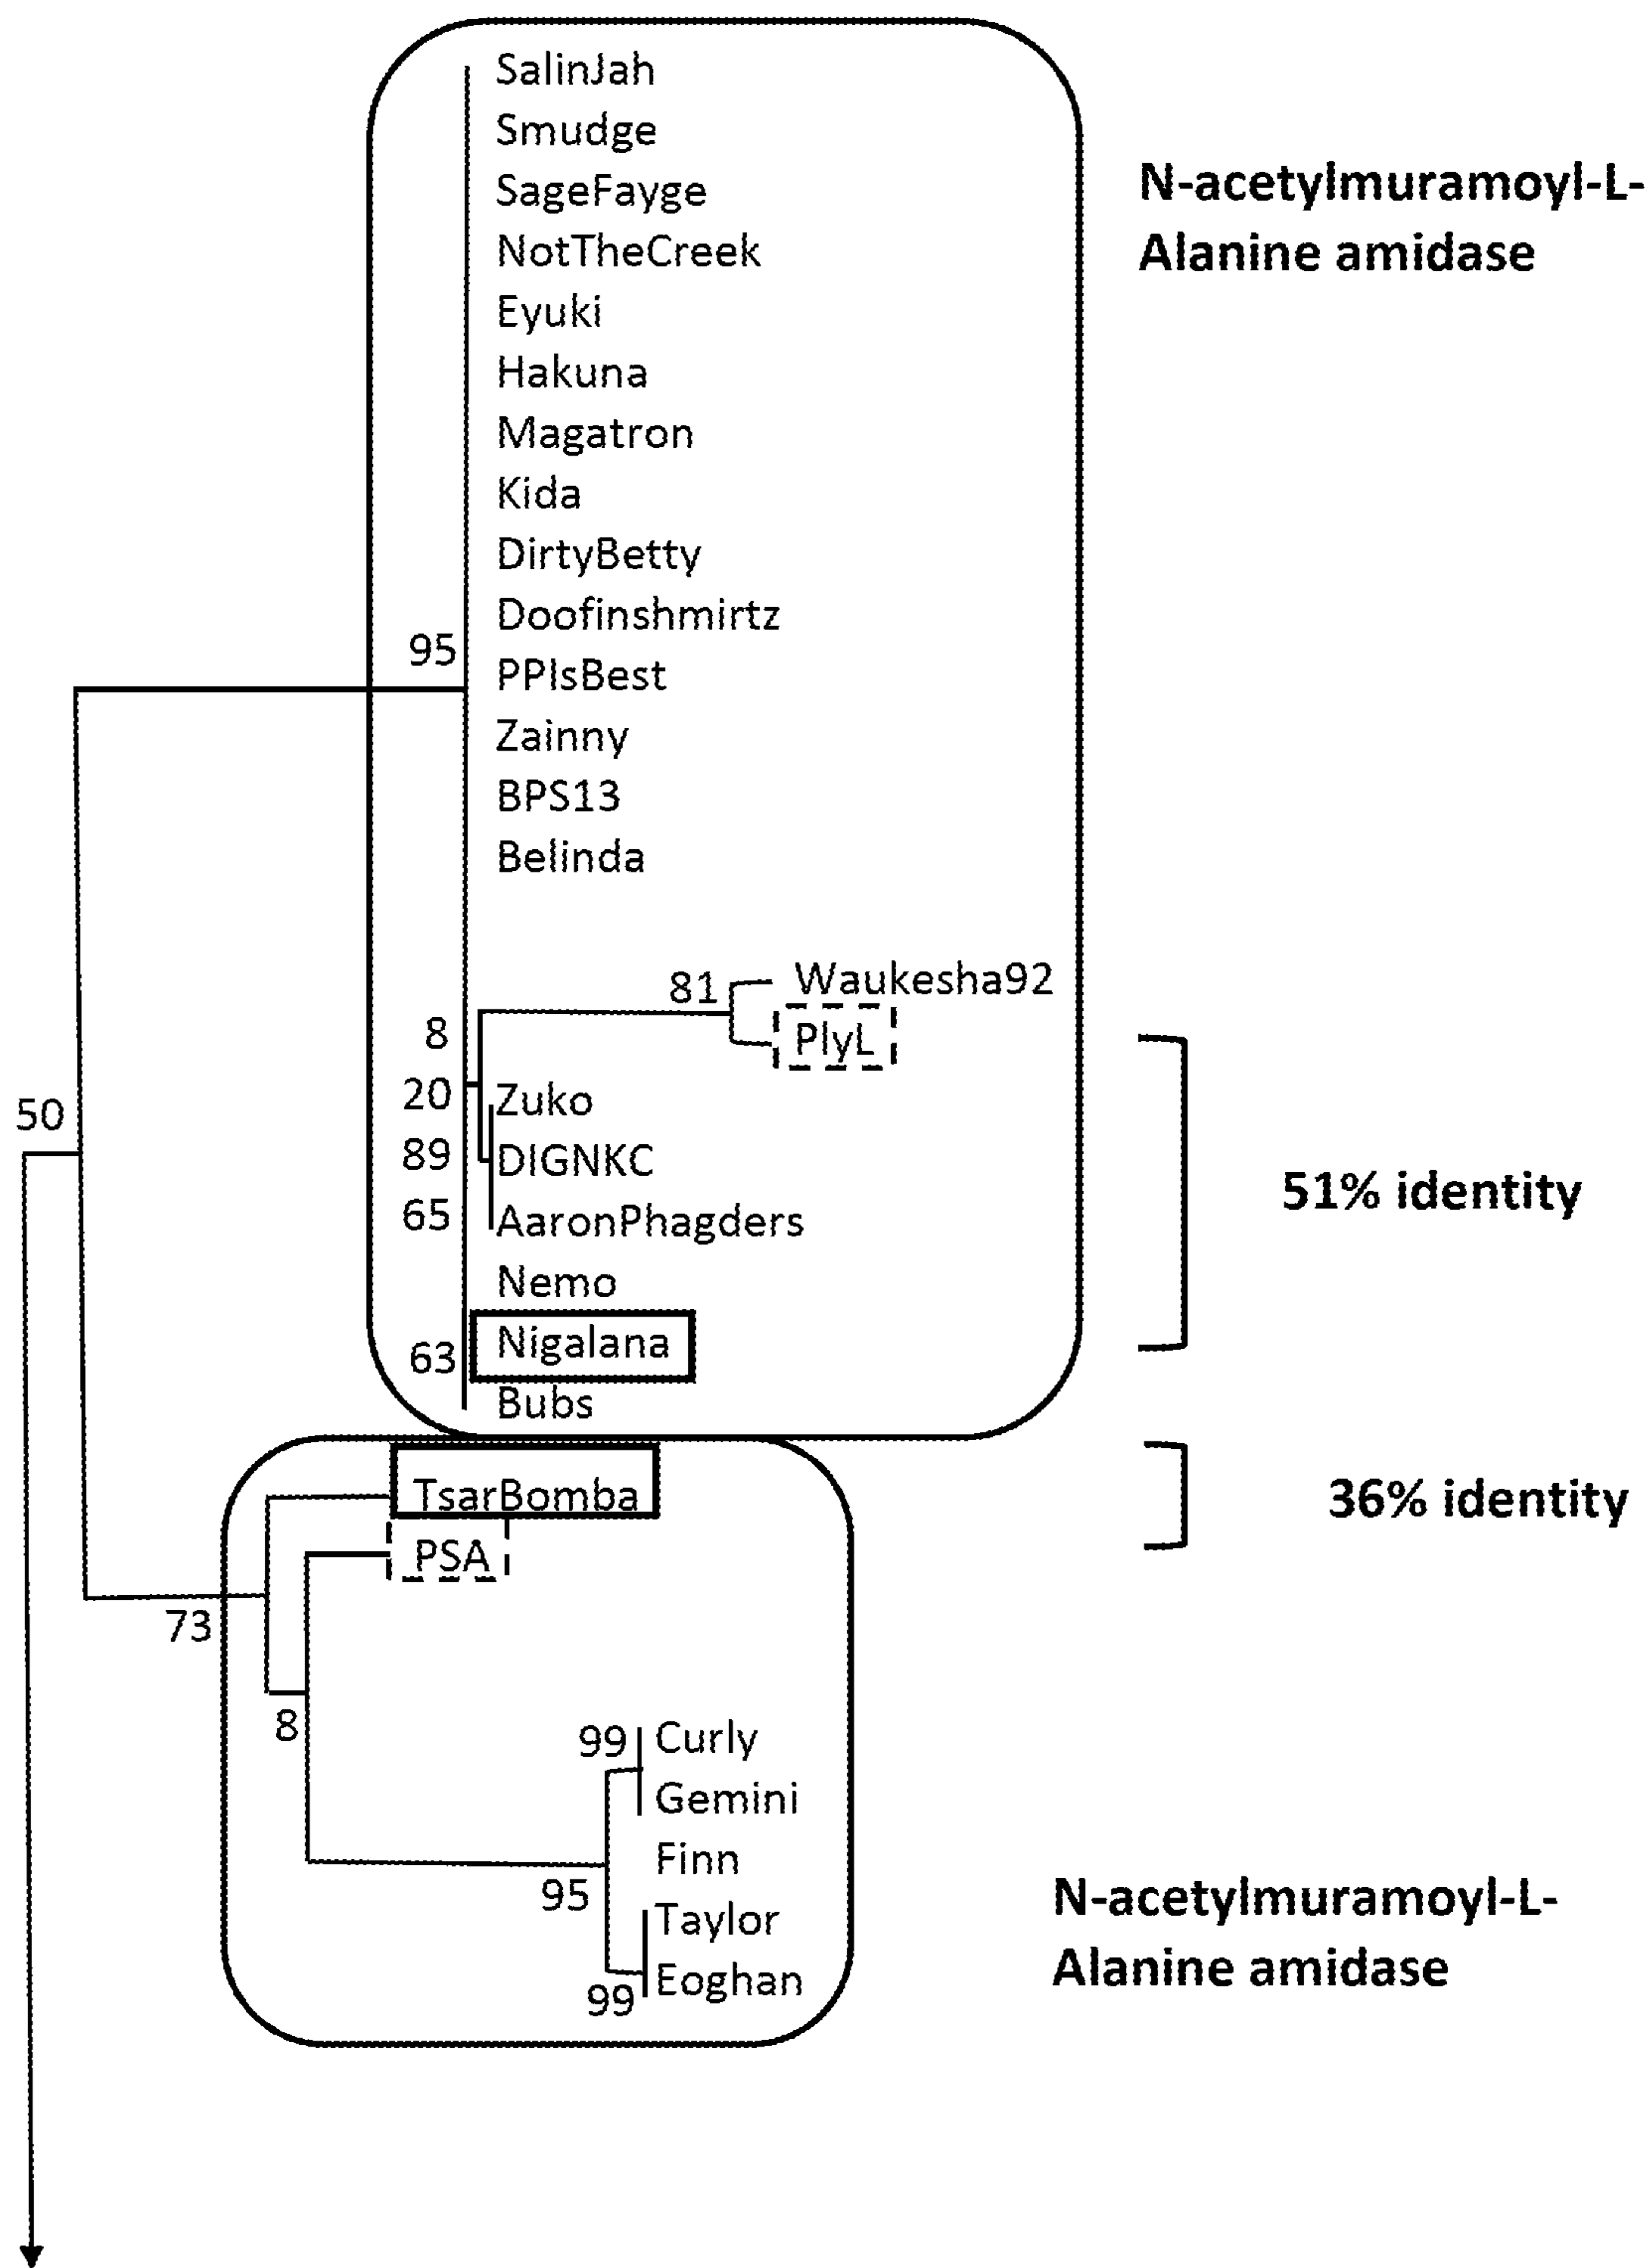 SalinJah
Smudge
SageFayge
N-acetylmuramoyl-L-
Alanine amidase
NotTheCreek
Eyuki
Hakuna
Magatron
Kida
DirtyBetty
Doofinshmirtz
95
PPIsBest
Zainny
BPS13
Belinda
81
Waukesha92
8
PlyL
50
20
Zuko
89
DIGNKC
51% identity
65
AaronPhagders
Nemo
63
Nigalana
Bubs
TsarBomba
36% identity
PSA
73
8
99
Curly
Gemini
Finn
95
Taylor
99
Eoghan
N-acetylmuramoyl-L-
Alanine amidase